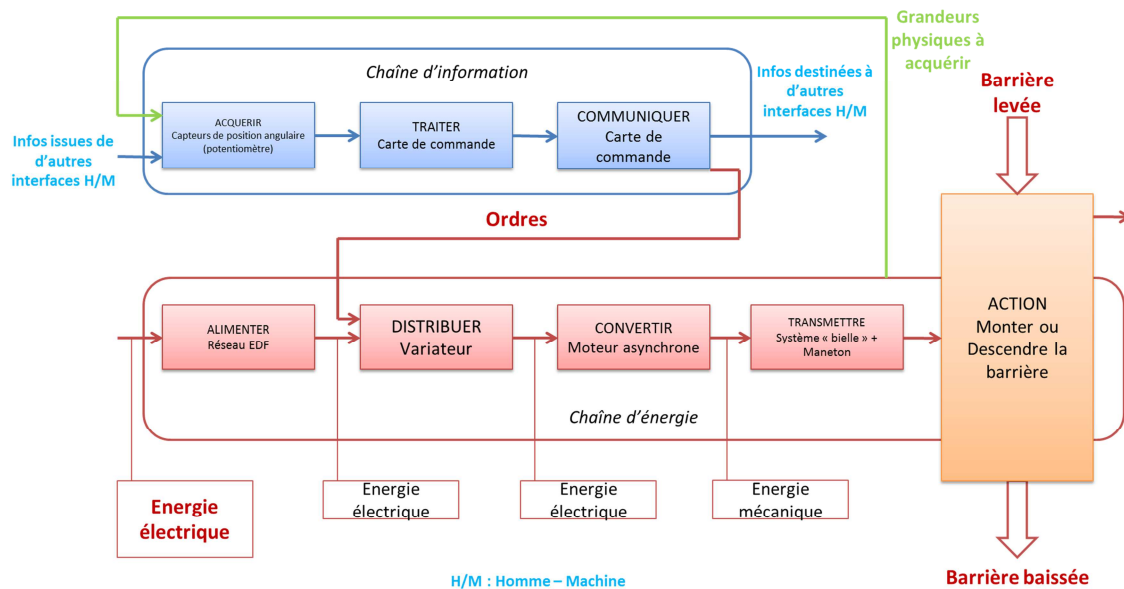 Grandeurs
physiques à
acquérir
Chaîne d’information
Infos destinées à
d’autres
interfaces H/M
Barrière
levée
Infos issues de
d’autres
interfaces H/M
ACQUERIR
Capteurs de position angulaire
(potentiomètre)
TRAITER
Carte de commande
COMMUNIQUER
Carte de
commande
Ordres
ALIMENTER
Réseau EDF
DISTRIBUER
Variateur
CONVERTIR
Moteur asynchrone
TRANSMETTRE
Système « bielle » +
Maneton
ACTION
Monter ou
Descendre la
barrière
Chaîne d’énergie
Energie
électrique
Energie
électrique
Energie
électrique
Energie
mécanique
Barrière baissée
H/M : Homme – Machine